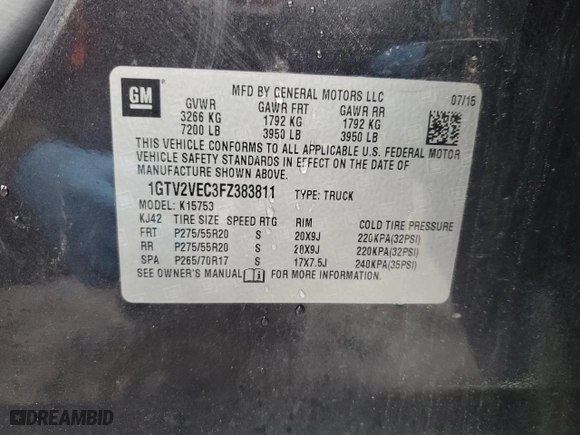 GM
MFD BY GENERAL MOTORS LLC
07/15
GVWR GAWR FRT GAWR RR
3266 KG 1792 KG 1792 KG
7200 LB 3950 LB 3950 LB
THIS VEHICLE CONFORMS TO ALL APPLICABLE U.S. FEDERAL MOTOR
VEHICLE SAFETY STANDARDS IN EFFECT ON THE DATE OF
MANUFACTURE SHOWN ABOVE.
1GTV2VEC3FZ383811 TYPE: TRUCK
MODEL: K15753
KJ42 TIRE SIZE SPEED RTG RIM COLD TIRE PRESSURE
FRT P275/55R20 S 20X9J 220KPA(32PSI)
RR P275/55R20 S 28X9J 220KPA(32PSI)
SPA P265/70R17 S 17X7.5J 240KPA(35PSI)
SEE OWNER'S MANUAL FOR MORE INFORMATION.
DREAMBID